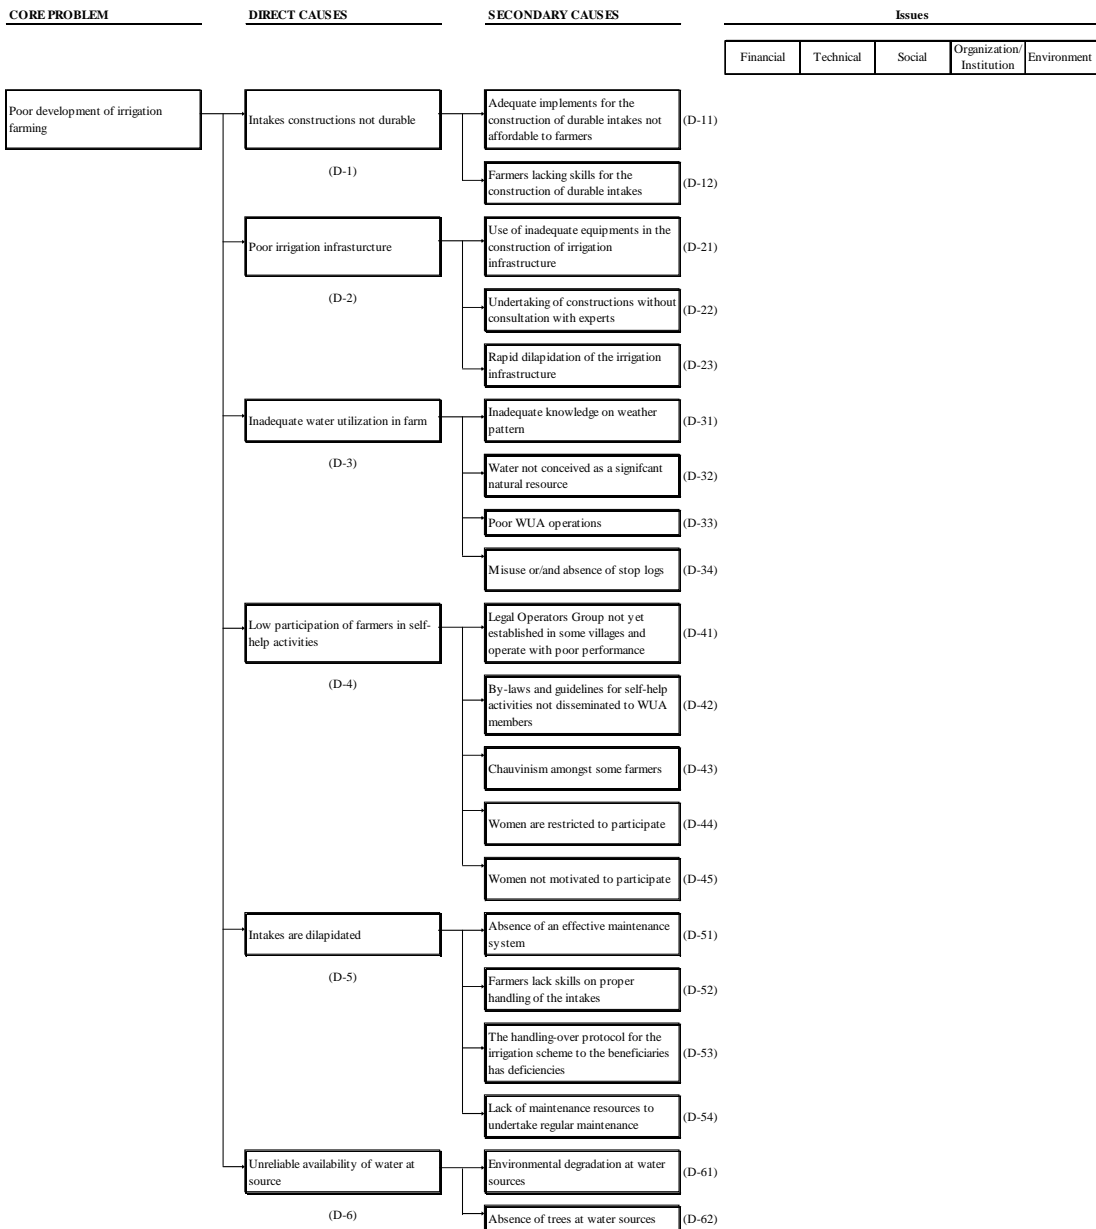 CORE PROBLEM
DIRECT CAUSES
SECONDARY CAUSES
Issues
Financial
Technical
Social
Organization/
Institution
Environment
Poor development of irrigation
farming
Intakes constructions not durable
(D-1)
Adequate implements for the
construction of durable intakes not
affordable to farmers
(D-11)
Farmers lacking skills for the
construction of durable intakes
(D-12)
Poor irrigation infrasturcture
(D-2)
Use of inadequate equipments in the
construction of irrigation
infrastructure
(D-21)
Undertaking of constructions without
consultation with experts
(D-22)
Rapid dilapidation of the irrigation
infrastructure
(D-23)
Inadequate water utilization in farm
(D-3)
Inadequate knowledge on weather
pattern
(D-31)
Water not conceived as a signifcant
natural resource
(D-32)
Poor WUA operations
(D-33)
Misuse or/and absence of stop logs
(D-34)
Low participation of farmers in self-
help activities
(D-4)
Legal Operators Group not yet
established in some villages and
operate with poor performance
(D-41)
By-laws and guidelines for self-help
activities not disseminated to WUA
members
(D-42)
Chauvinism amongst some farmers
(D-43)
Women are restricted to participate
(D-44)
Women not motivated to participate
(D-45)
Intakes are dilapidated
(D-5)
Absence of an effective maintenance
system
(D-51)
Farmers lack skills on proper
handling of the intakes
(D-52)
The handling-over protocol for the
irrigation scheme to the beneficiaries
has deficiencies
(D-53)
Lack of maintenance resources to
undertake regular maintenance
(D-54)
Unreliable availability of water at
source
(D-6)
Environmental degradation at water
sources
(D-61)
Absence of trees at water sources
(D-62)